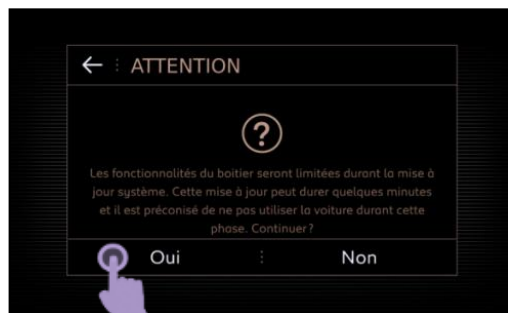 ATTENTION
Les fonctionnalités du boitier seront limitées durant la mise à
jour système. Cette mise à jour peut durer quelques minutes
et il est préconisé de ne pas utiliser la voiture durant cette
phase. Continuer?
Oui Non